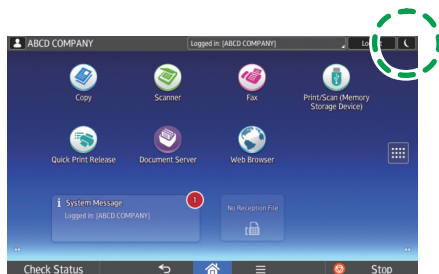 ABCD COMPANY
Logged in: [ABCD COMPANY]
Copy
Scanner
Fax
Print/Scan (Memory
Storage Device)
Quick Print Release
Document Server
Web Browser
System Message
1
Logged in: [ABCD COMPANY]
No Reception File
Check Status
Stop